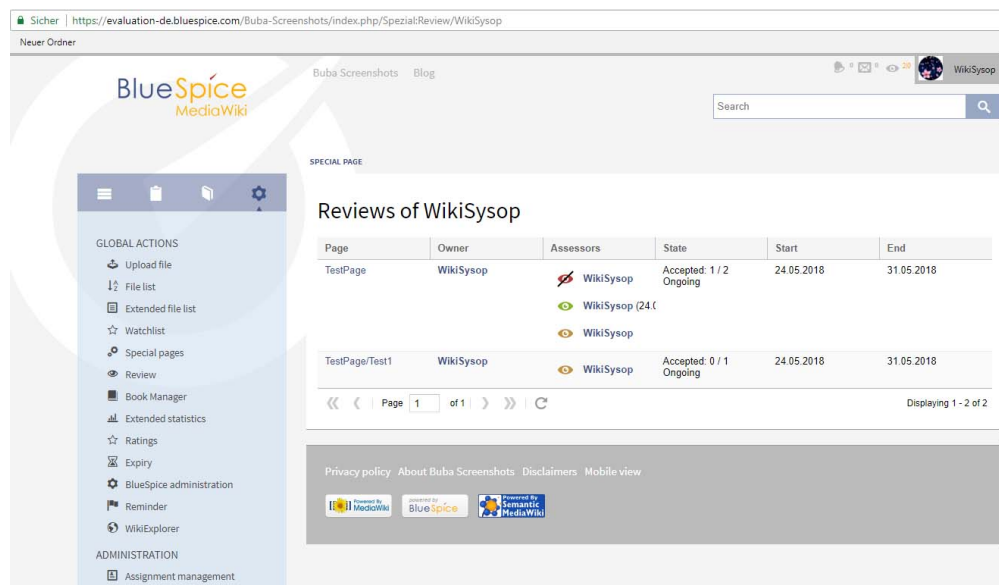 Sicher | https://evaluation-de.bluespice.com/Buba-Screenshots/index.php/Spezial:Review/WikiSysop
Neuer Ordner
BlueSpice
MediaWiki
Buba Screenshots Blog
0 0 20 WikiSysop
Search
SPECIAL PAGE
GLOBAL ACTIONS
Upload file
File list
Extended file list
Watchlist
Special pages
Review
Book Manager
Extended statistics
Ratings
Expiry
BlueSpice administration
Reminder
WikiExplorer
ADMINISTRATION
Assignment management
Reviews of WikiSysop
Page Owner Assessors State Start End
TestPage WikiSysop WikiSysop Accepted: 1 / 2 24.05.2018 31.05.2018
Ongoing
WikiSysop (24.0
WikiSysop
TestPage/Test1 WikiSysop WikiSysop Accepted: 0 / 1 24.05.2018 31.05.2018
Ongoing
Page 1 of 1 Displaying 1 - 2 of 2
Privacy policy About Buba Screenshots Disclaimers Mobile view
Powered By
MediaWiki
powered by
BlueSpice
Powered By
Semantic
MediaWiki